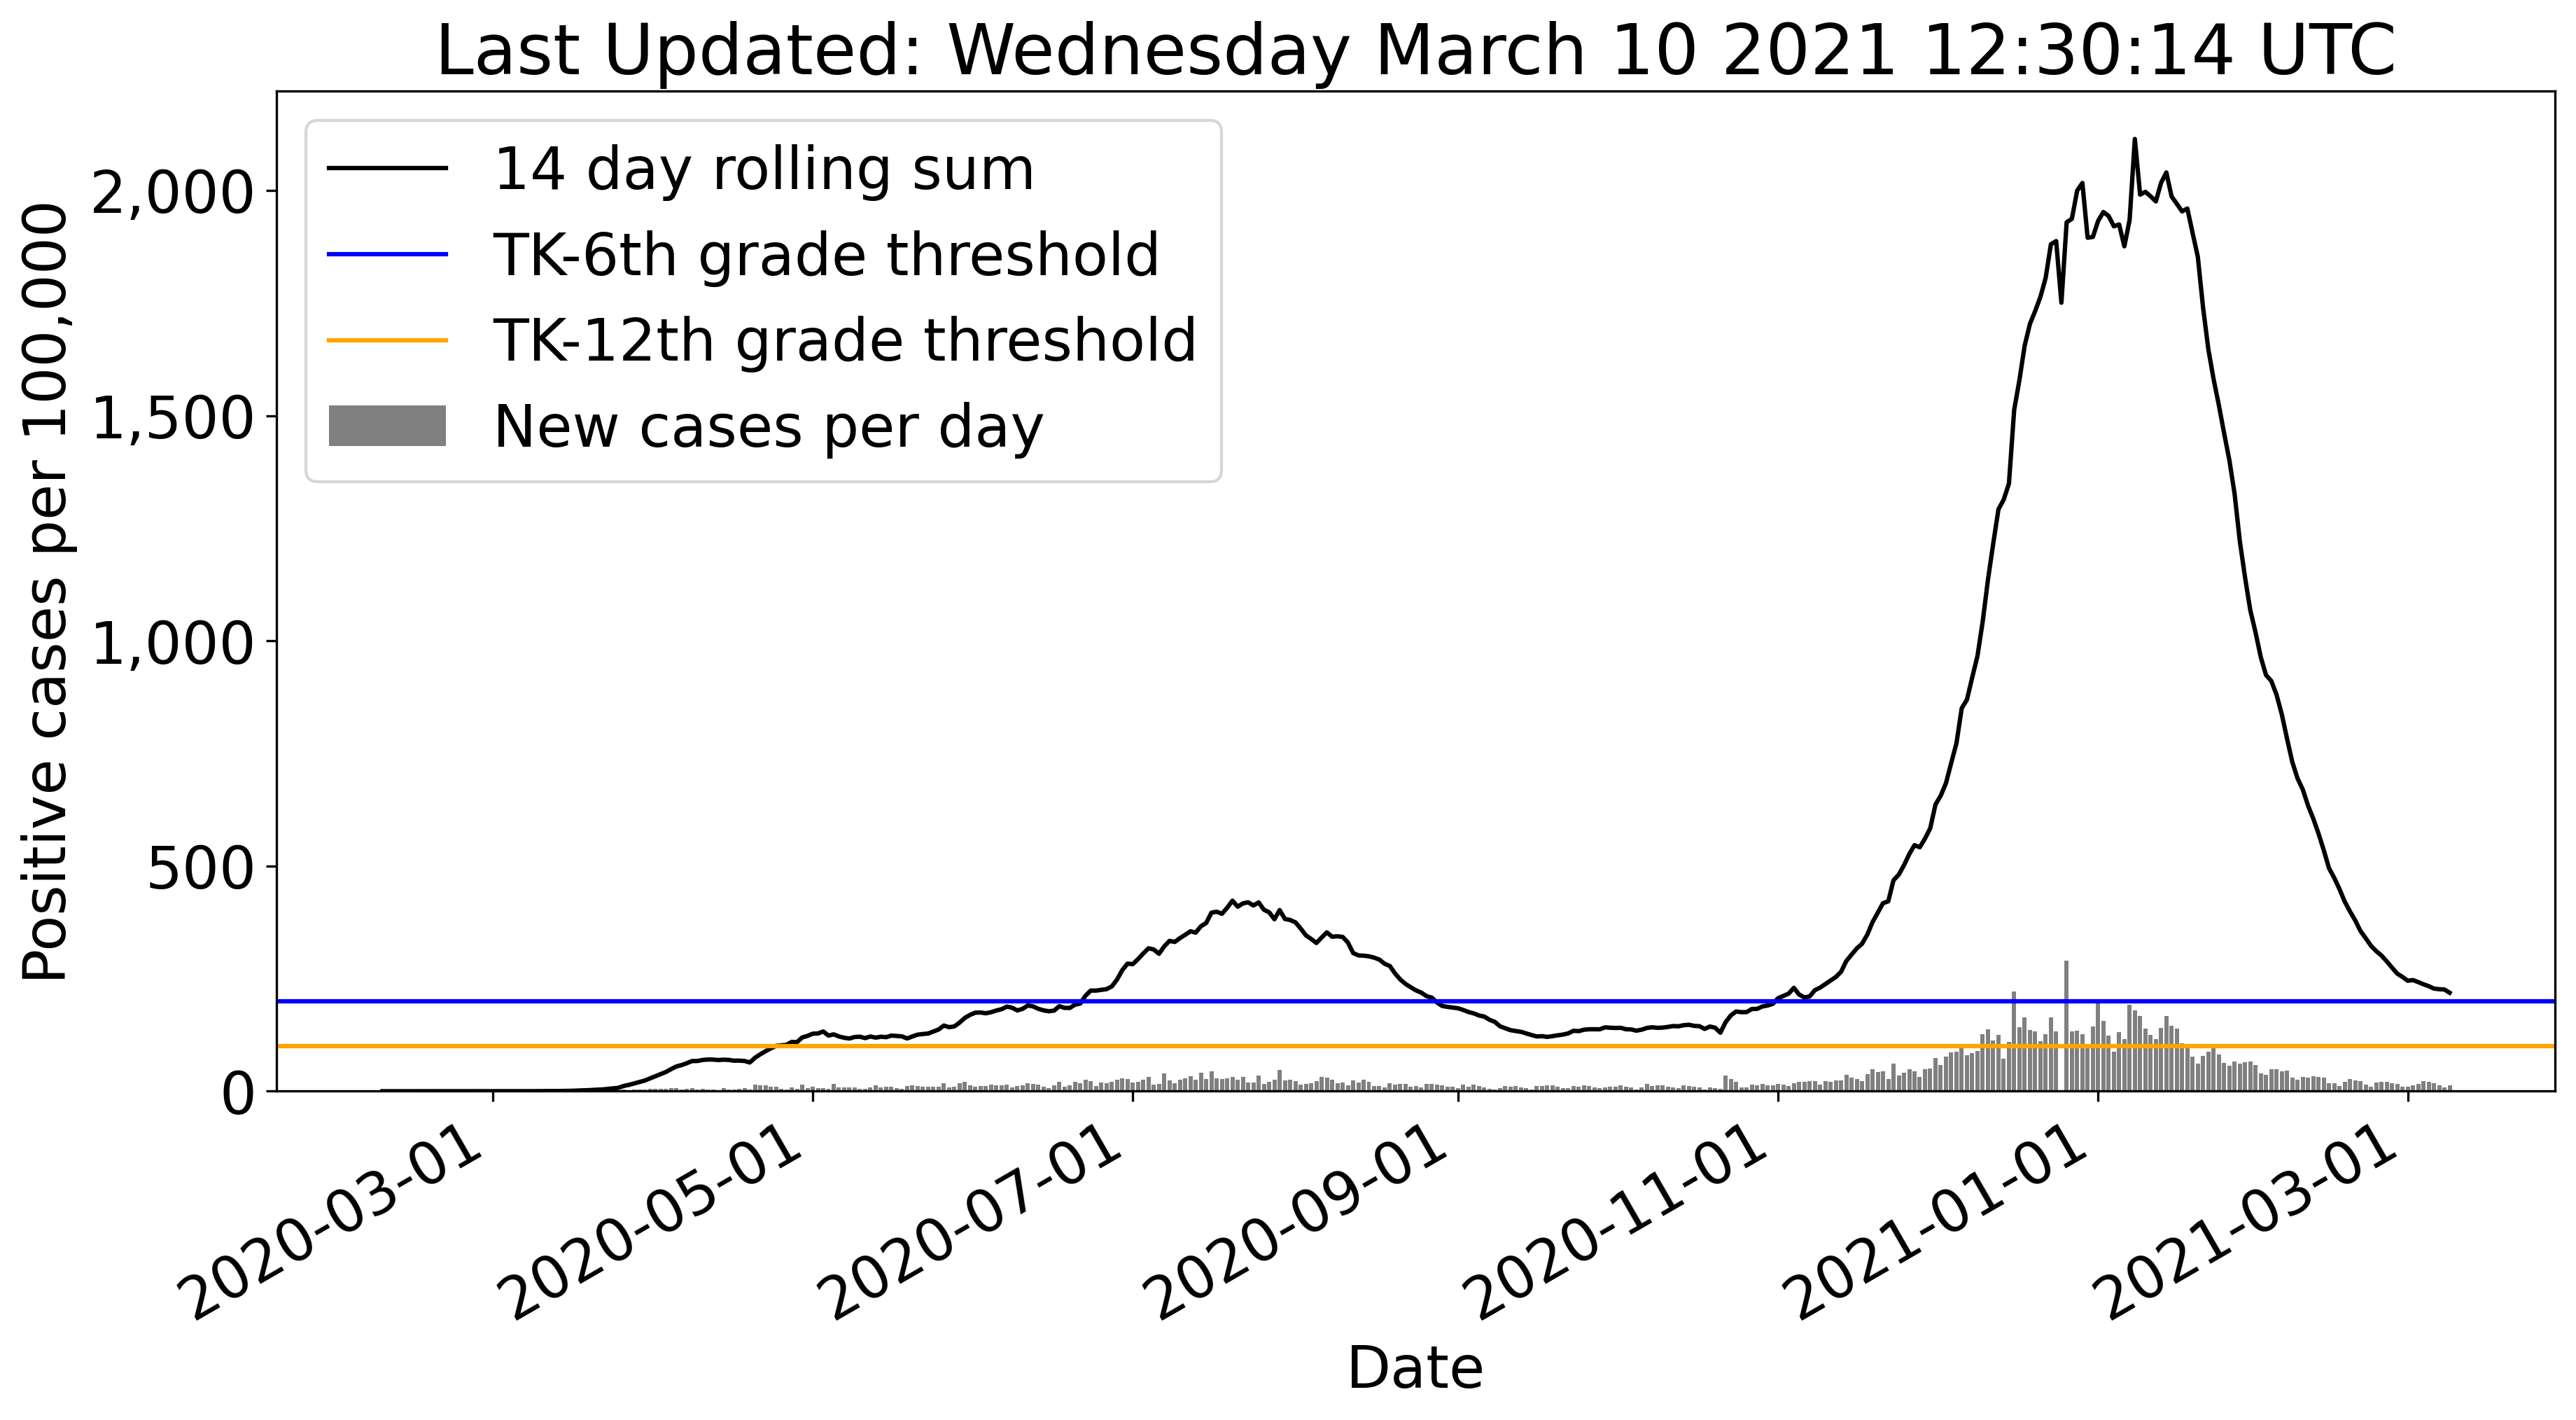 Last Updated: Wednesday March 10 2021 12:30:14 UTC
14 day rolling sum
TK-6th grade threshold
TK-12th grade threshold
New cases per day
Positive cases per 100,000
2,000
1,500
1,000
500
0
2020-03-01
2020-05-01
2020-07-01
2020-09-01
2020-11-01
2021-01-01
2021-03-01
Date